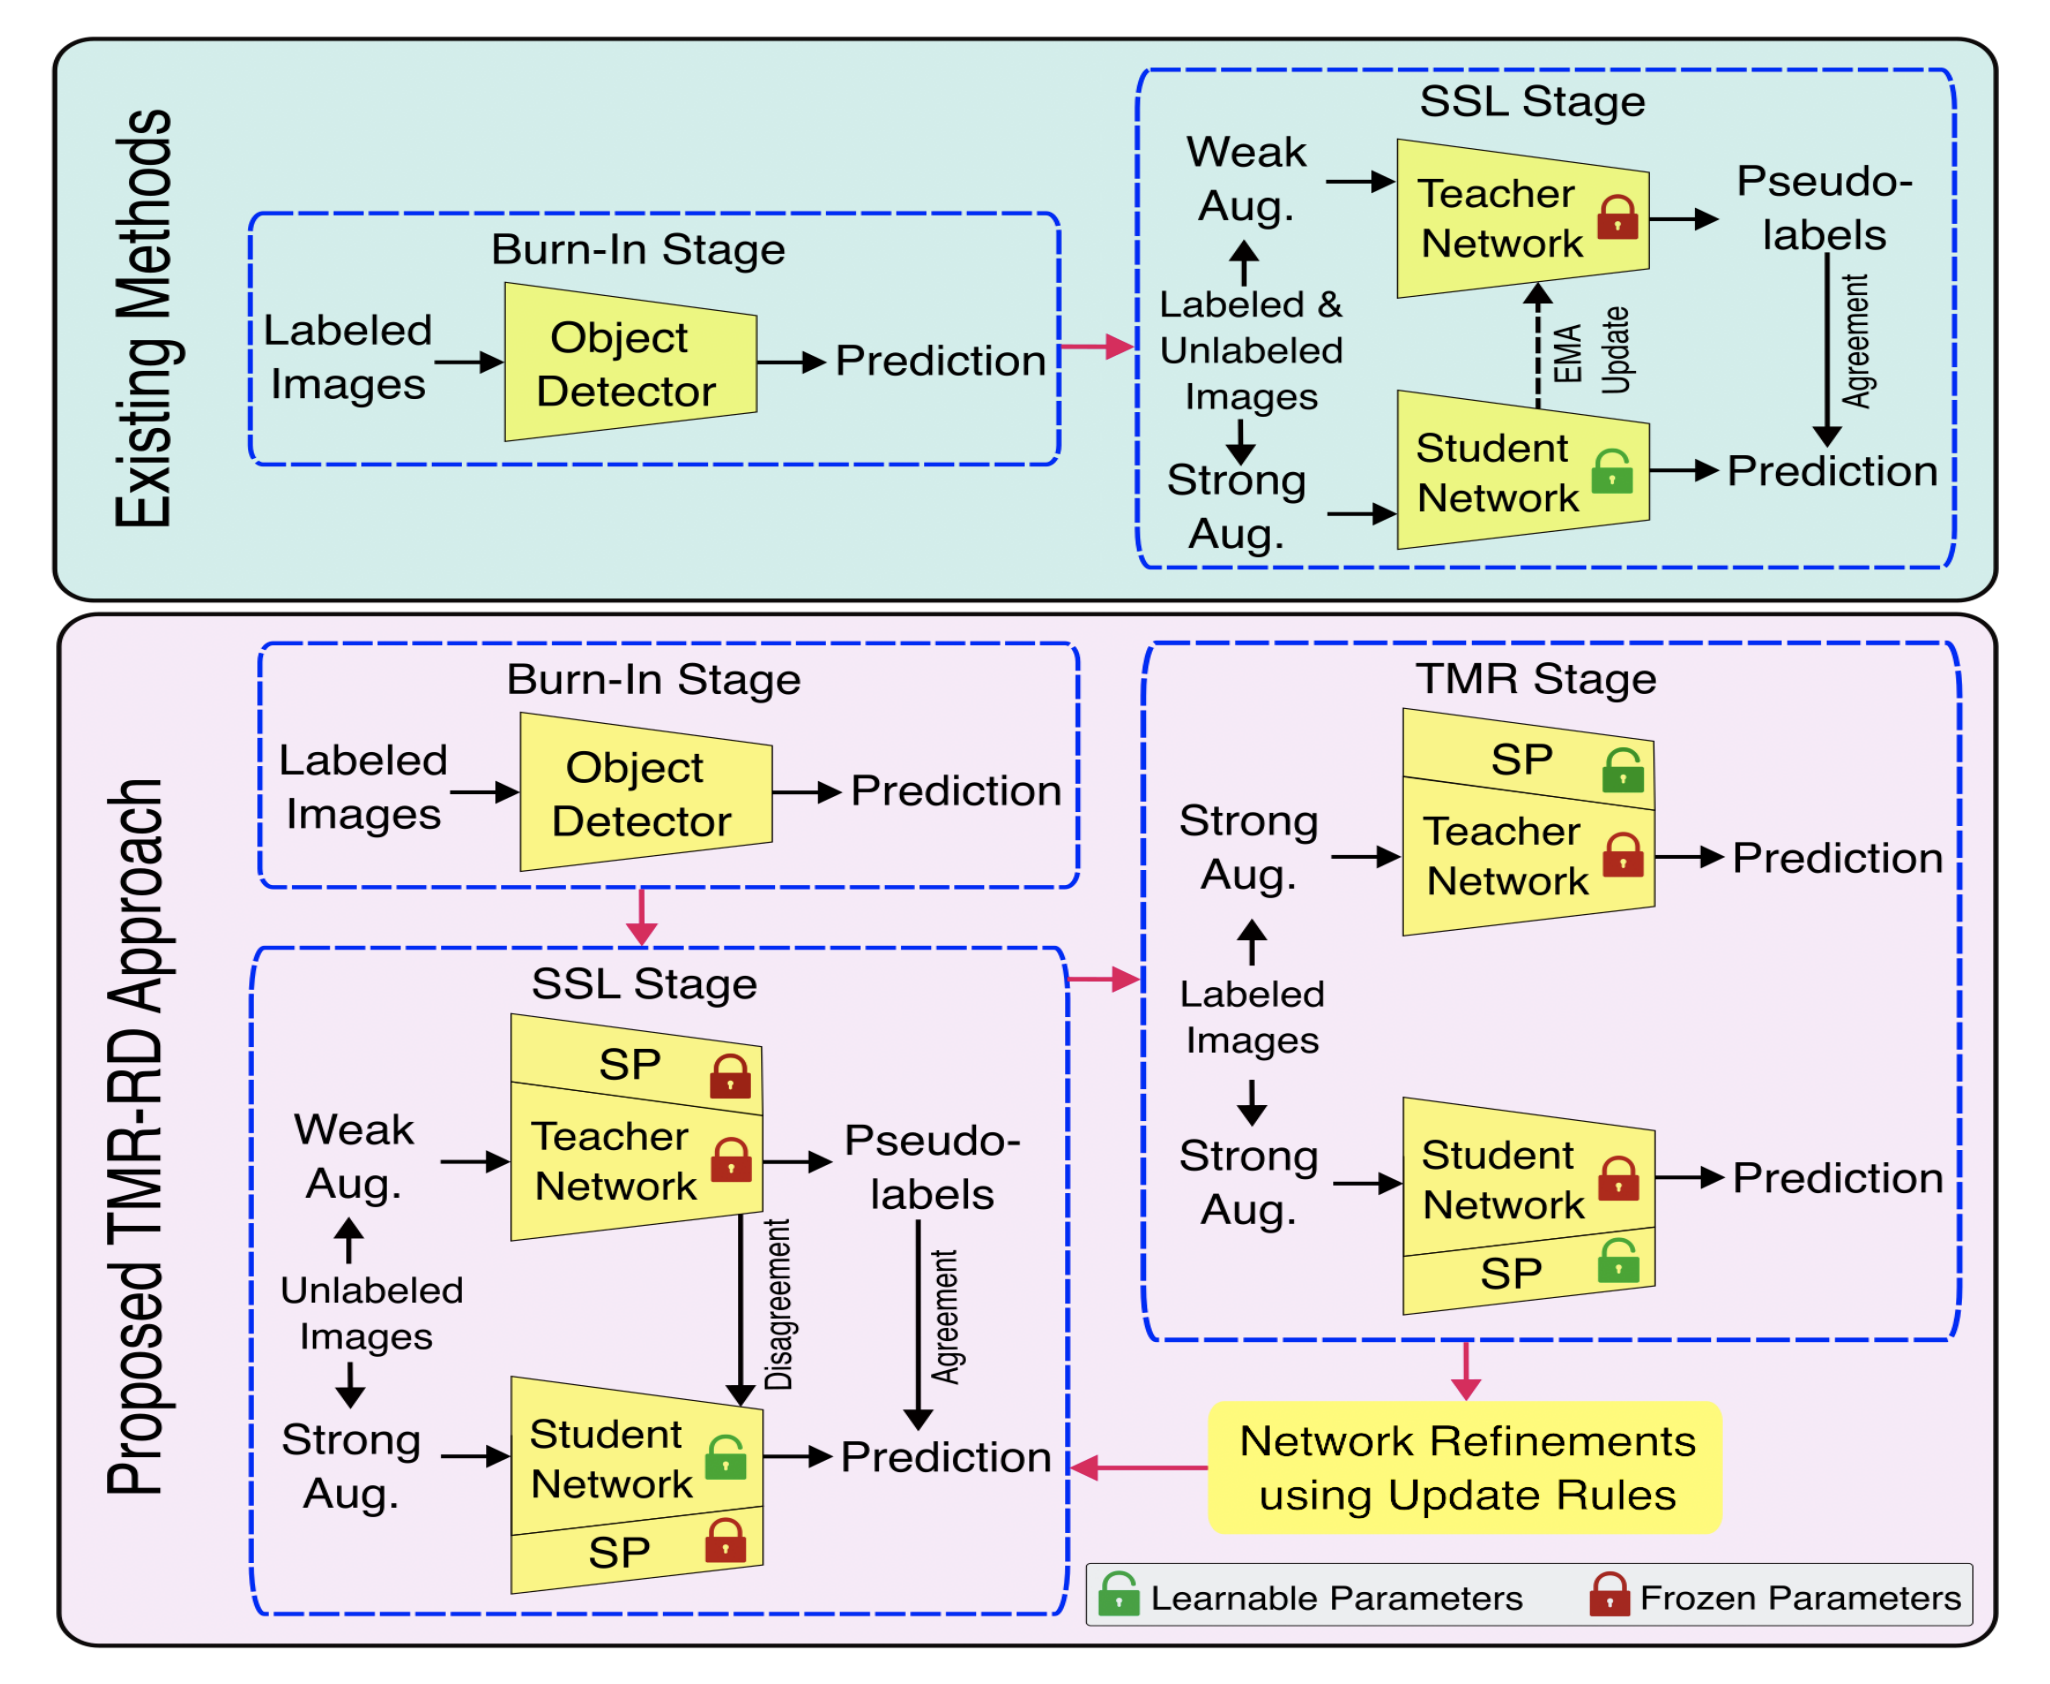 Existing Methods
Burn-In Stage
Labeled
Images
Object
Detector
Prediction
SSL Stage
Weak
Aug.
Labeled &
Unlabeled
Images
Strong
Aug.
Teacher
Network
EMA
Update
Student
Network
Pseudo-
labels
Agreement
Prediction
Proposed TMR-RD Approach
Burn-In Stage
Labeled
Images
Object
Detector
Prediction
SSL Stage
Weak
Aug.
Unlabeled
Images
Strong
Aug.
SP
Teacher
Network
Disagreement
Student
Network
SP
Pseudo-
labels
Agreement
Prediction
TMR Stage
Strong
Aug.
Labeled
Images
Strong
Aug.
SP
Teacher
Network
Prediction
Student
Network
SP
Prediction
Network Refinements
using Update Rules
Learnable Parameters
Frozen Parameters